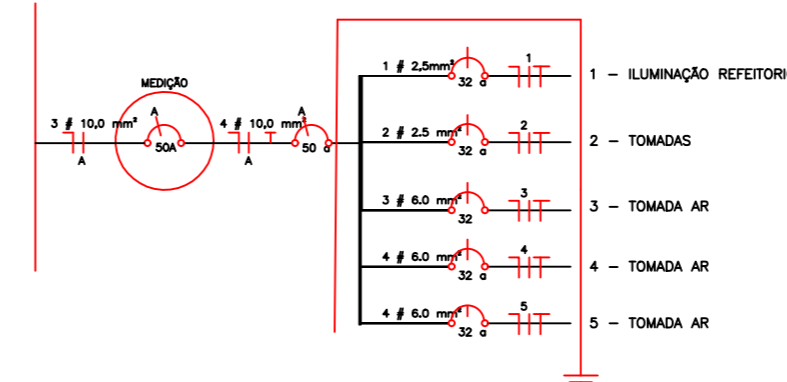 MEDIÇÃO
3 # 10,0 mm²
A
A
50A
4 # 10,0 mm²
A
A
50 a
1 # 2,5mm²
32 a
1
1 - ILUMINAÇÃO REFEITORI
2 # 2.5 mm²
32 a
2
2 - TOMADAS
3 # 6.0 mm²
32
3
3 - TOMADA AR
4 # 6.0 mm²
32 a
4
4 - TOMADA AR
4 # 6.0 mm²
32 a
5
5 - TOMADA AR